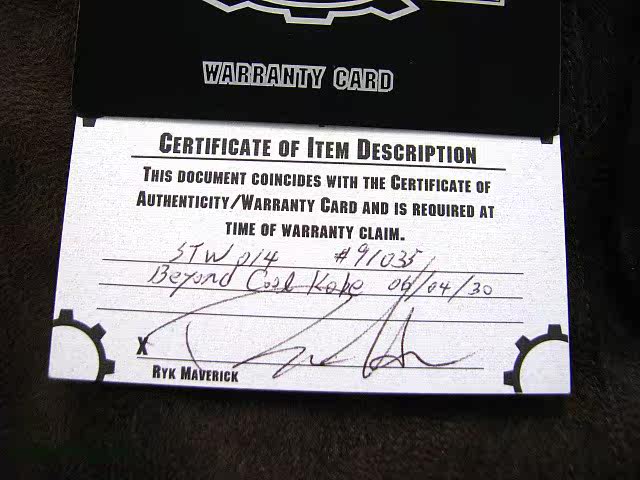 WARRANTY CARD
CERTIFICATE OF ITEM DESCRIPTION
THIS DOCUMENT COINCIDES WITH THE CERTIFICATE OF
AUTHENTICITY/WARRANTY CARD AND IS REQUIRED AT
TIME OF WARRANTY CLAIM.
STW 014 #91035
Beyond Cool Kobe 06/04/30
X
RYK MAVERICK